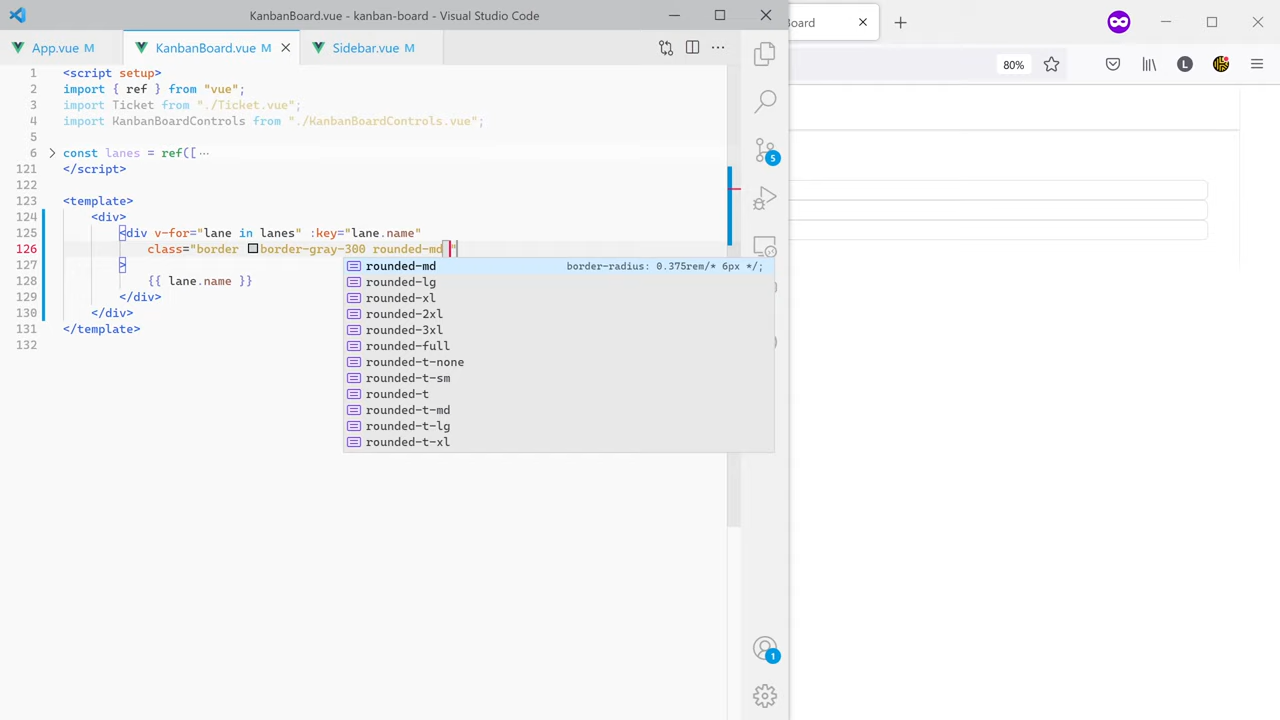 KanbanBoard.vue - kanban-board - Visual Studio Code
App.vue M
KanbanBoard.vue M
Sidebar.vue M
oard
80%
L
1 <script setup>
2 import { ref } from "vue";
3 import Ticket from "./Ticket.vue";
4 import KanbanBoardControls from "./KanbanBoardControls.vue";
5
6 const lanes = ref([ ···
121 </script>
122
123 <template>
124 <div>
125 <div v-for="lane in lanes" :key="lane.name"
126 class="border border-gray-300 rounded-md "
127 >
128 {{ lane.name }}
129 </div>
130 </div>
131 </template>
132
rounded-md border-radius: 0.375rem/* 6px */;
rounded-lg
rounded-xl
rounded-2xl
rounded-3xl
rounded-full
rounded-t-none
rounded-t-sm
rounded-t
rounded-t-md
rounded-t-lg
rounded-t-xl
5
1